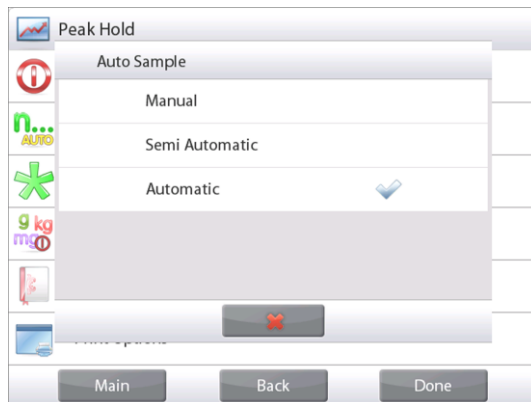 Peak Hold
Auto Sample
Manual
n...
AUTO
Semi Automatic
Automatic
g kg
mg
Main
Back
Done